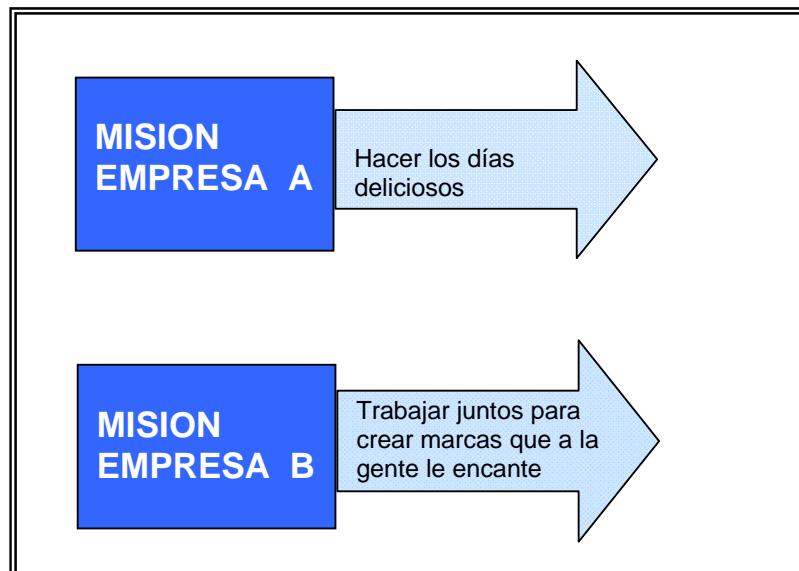 MISION
EMPRESA A
Hacer los días
deliciosos
MISION
EMPRESA B
Trabajar juntos para
crear marcas que a la
gente le encante